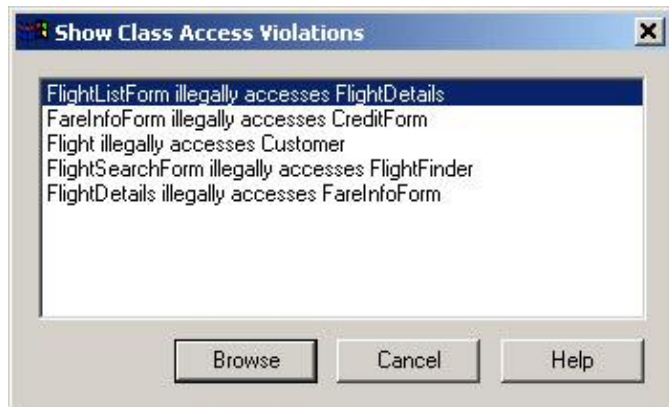 Show Class Access Violations
FlightListForm illegally accesses FlightDetails
FareInfoForm illegally accesses CreditForm
Flight illegally accesses Customer
FlightSearchForm illegally accesses FlightFinder
FlightDetails illegally accesses FareInfoForm
Browse Cancel Help